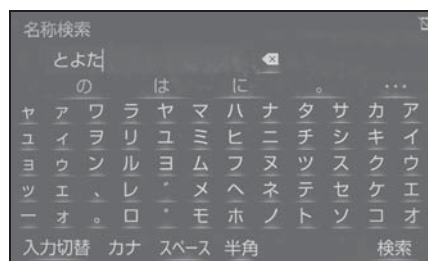 名称検索
とよた
の は に 。 …
ャ ァ ワ ラ ヤ マ ハ ナ タ サ カ ア
ュ ィ ヲ リ ユ ミ ヒ ニ チ シ キ イ
ョ ゥ ン ル ヨ ム フ ヌ ツ ス ク ウ
ッ ェ 、 レ ゛ メ ヘ ネ テ セ ケ エ
ー ォ 。 ロ ゜ モ ホ ノ ト ソ コ オ
入力切替 カナ スペース 半角 検索